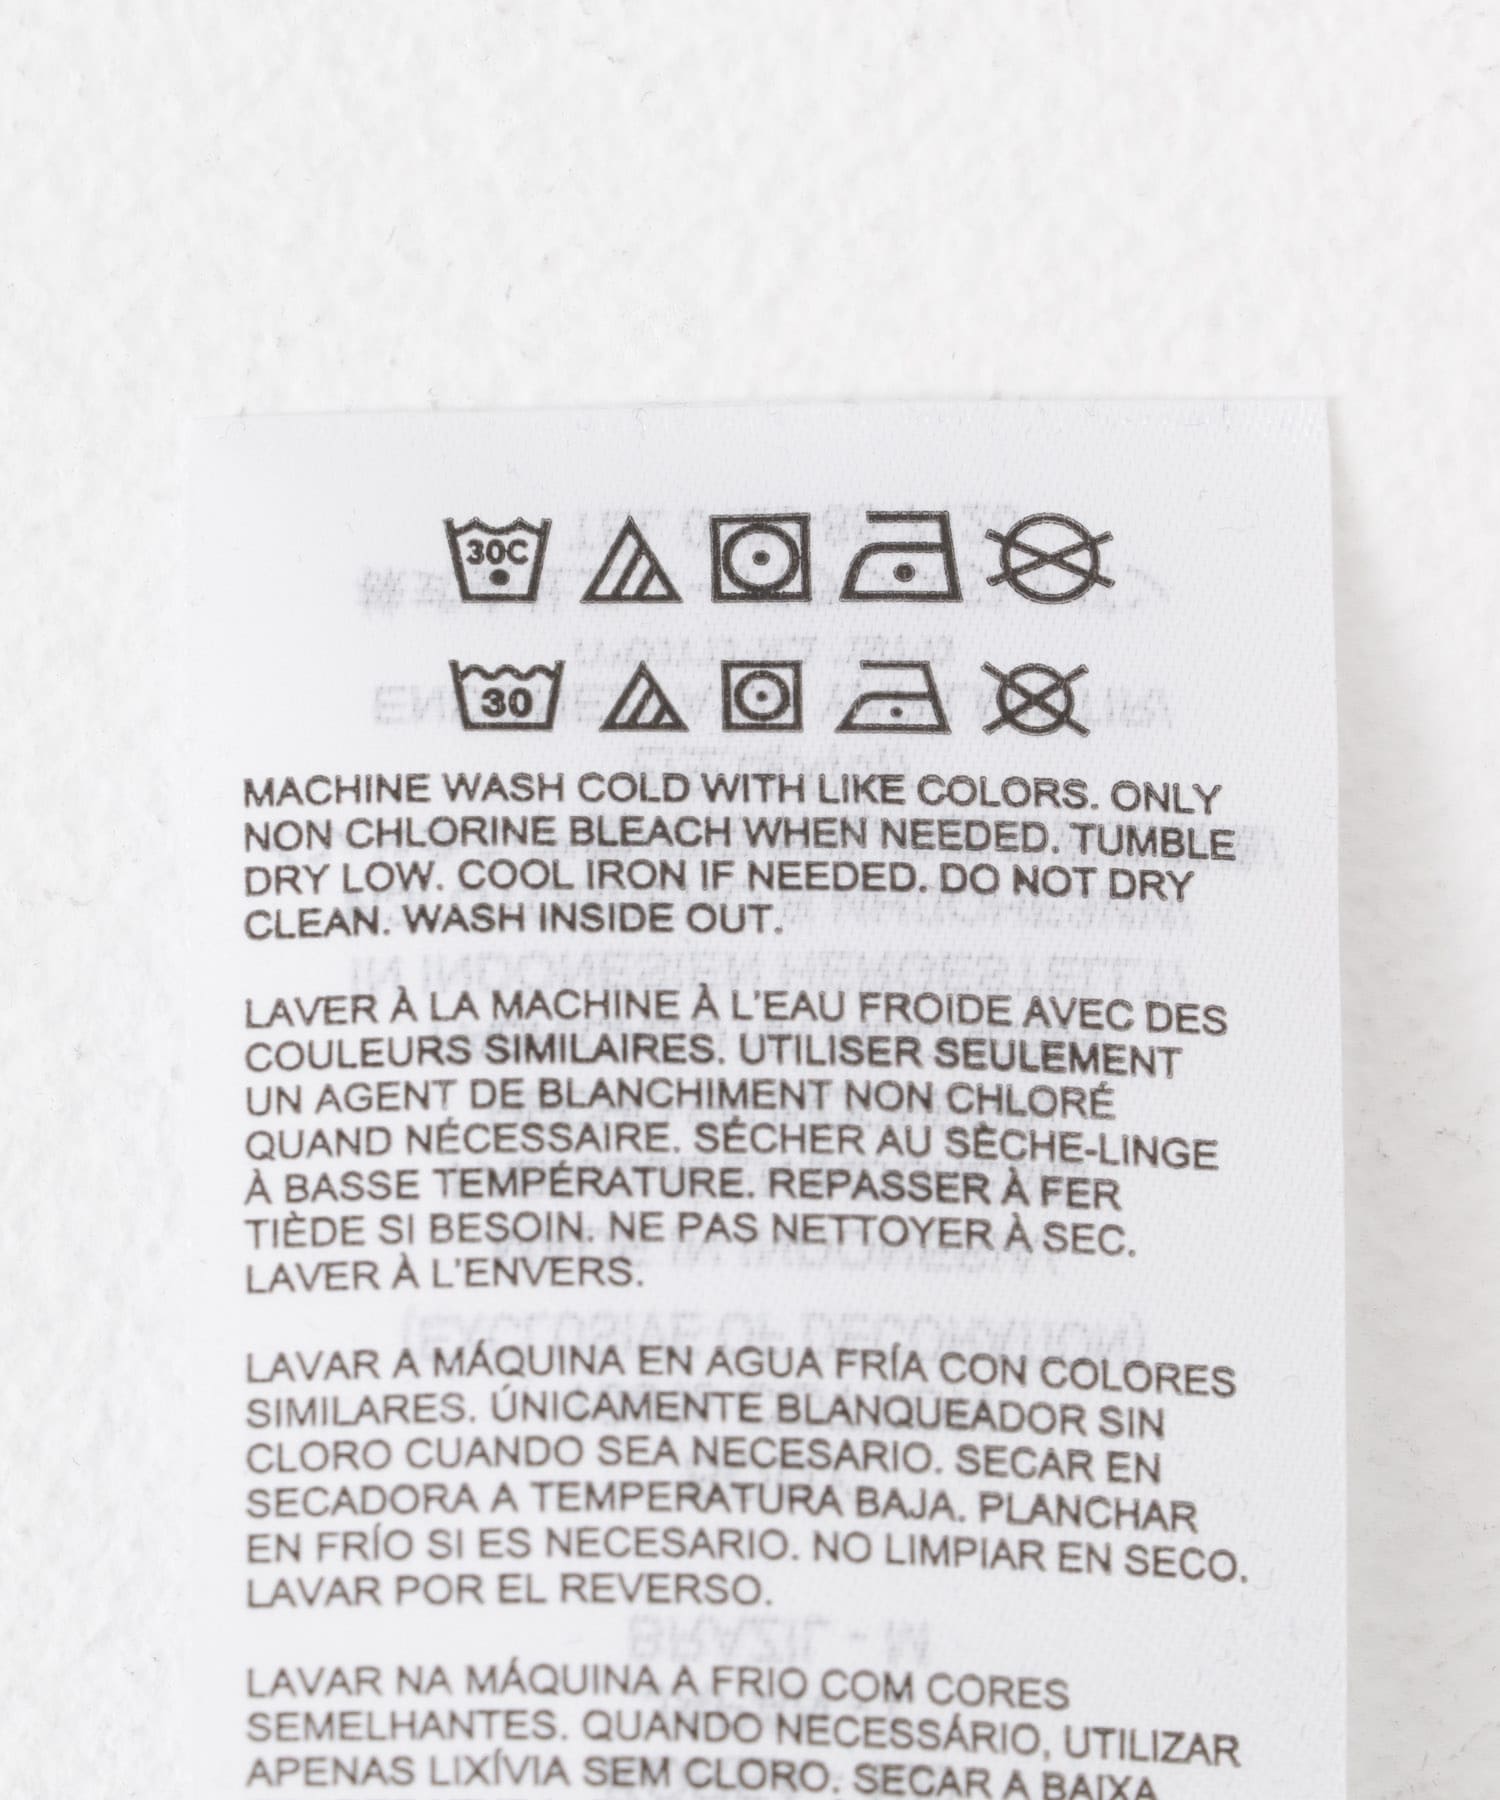 30C
30
MACHINE WASH COLD WITH LIKE COLORS. ONLY
NON CHLORINE BLEACH WHEN NEEDED. TUMBLE
DRY LOW. COOL IRON IF NEEDED. DO NOT DRY
CLEAN. WASH INSIDE OUT.
LAVER À LA MACHINE À L'EAU FROIDE AVEC DES
COULEURS SIMILAIRES. UTILISER SEULEMENT
UN AGENT DE BLANCHIMENT NON CHLORÉ
QUAND NÉCESSAIRE. SÉCHER AU SÈCHE-LINGE
À BASSE TEMPÉRATURE. REPASSER À FER
TIÈDE SI BESOIN. NE PAS NETTOYER À SEC.
LAVER À L'ENVERS.
LAVAR A MÁQUINA EN AGUA FRÍA CON COLORES
SIMILARES. ÚNICAMENTE BLANQUEADOR SIN
CLORO CUANDO SEA NECESARIO. SECAR EN
SECADORA A TEMPERATURA BAJA. PLANCHAR
EN FRÍO SI ES NECESARIO. NO LIMPIAR EN SECO.
LAVAR POR EL REVERSO.
LAVAR NA MÁQUINA A FRIO COM CORES
SEMELHANTES. QUANDO NECESSÁRIO, UTILIZAR
APENAS LIXÍVIA SEM CLORO. SECAR A BAIXA